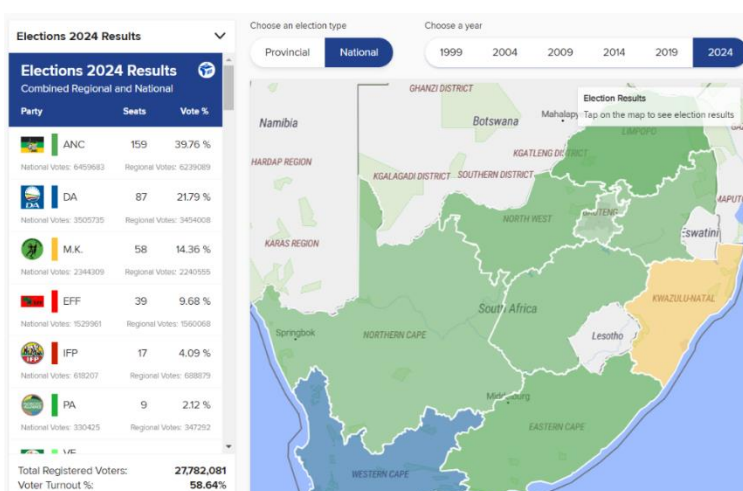 Elections 2024 Results
Elections 2024 Results
Combined Regional and National
Party Seats Vote %
ANC 159 39.76 %
National Votes: 6459683 Regional Votes: 6239089
DA 87 21.79 %
National Votes: 3505735 Regional Votes: 3454008
M.K. 58 14.36 %
National Votes: 2344309 Regional Votes: 2240555
EFF 39 9.68 %
National Votes: 1529961 Regional Votes: 1560068
IFP 17 4.09 %
National Votes: 618207 Regional Votes: 688879
PA 9 2.12 %
National Votes: 330425 Regional Votes: 347292
Total Registered Voters: 27,782,081
Voter Turnout %: 58.64%
Choose an election type
Provincial National
Choose a year
1999 2004 2009 2014 2019 2024
Election Results
Tap on the map to see election results
GHANZI DISTRICT
Namibia
Botswana
Mahalapy
LIMPOPO
HARDAP REGION
KGATLENG DISTRICT
KGALAGADI DISTRICT
SOUTHERN DISTRICT
NORTH WEST
GAUTENG
MAPUT
Eswatini
KARAS REGION
KWAZULU-NATAL
South Africa
Springbok
NORTHERN CAPE
Lesotho
EASTERN CAPE
WESTERN CAPE